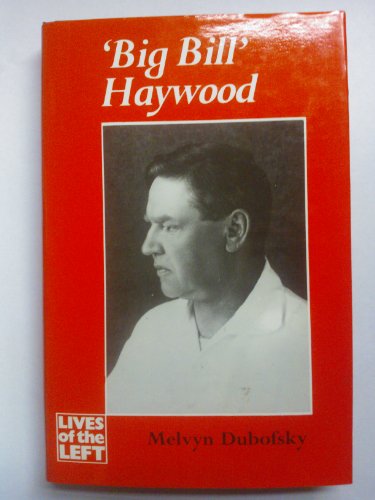 ‘Big Bill’
Haywood
LIVES
of the
LEFT
Melvyn Dubofsky